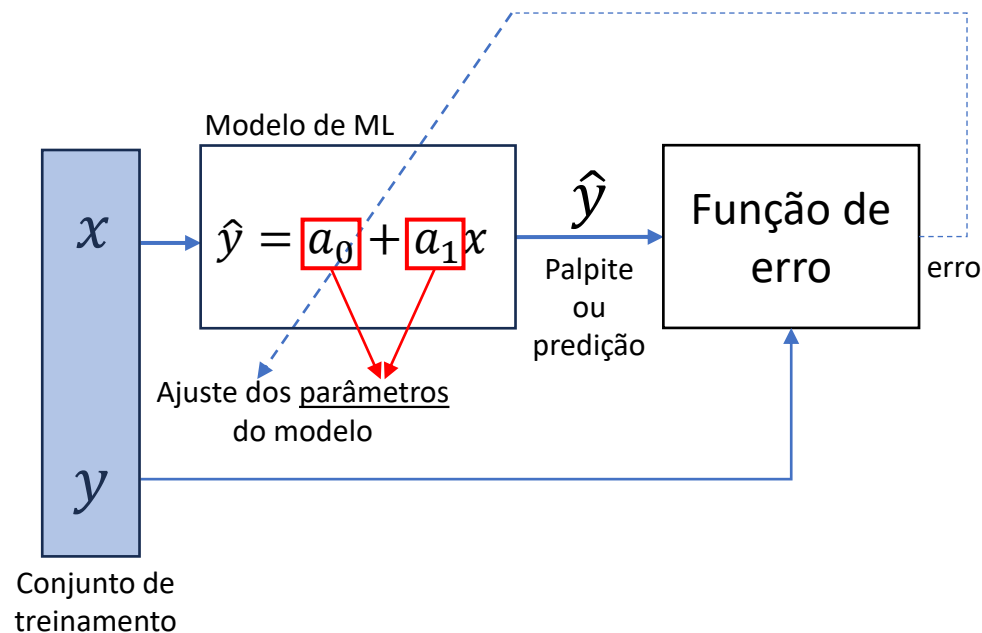 Modelo de ML
x
ŷ = a₀ + a₁x
ŷ
Palpite
ou
predição
Função de
erro
erro
Ajuste dos parâmetros
do modelo
y
Conjunto de
treinamento